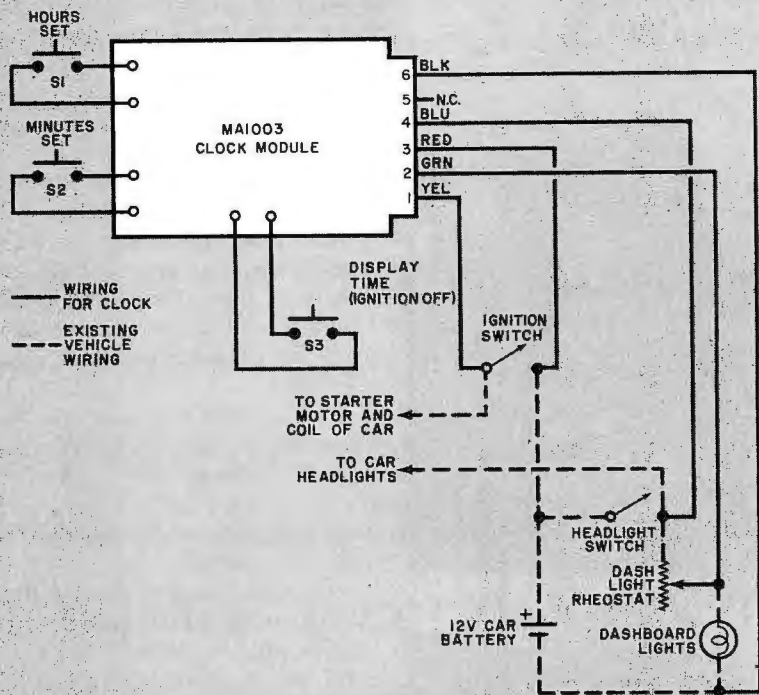 HOURS
SET
S1
MINUTES
SET
S2
MA1003
CLOCK MODULE
6 BLK
5 N.C.
4 BLU
3 RED
2 GRN
1 YEL
WIRING
FOR CLOCK
EXISTING
VEHICLE
WIRING
DISPLAY
TIME
(IGNITION OFF)
S3
IGNITION
SWITCH
TO STARTER
MOTOR AND
COIL OF CAR
TO CAR
HEADLIGHTS
HEADLIGHT
SWITCH
DASH
LIGHT
RHEOSTAT
12V CAR
BATTERY
+
DASHBOARD
LIGHTS